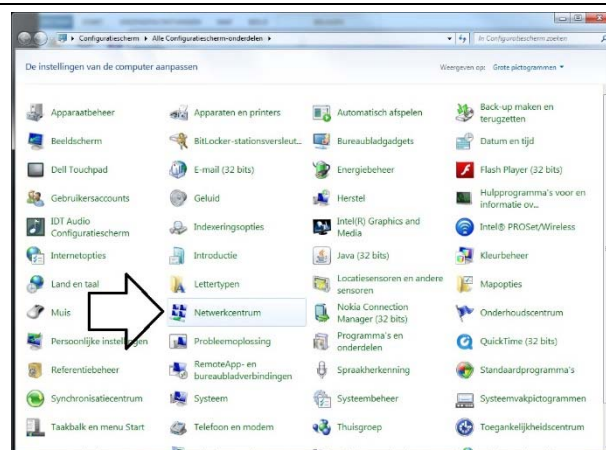 Configuratiescherm ▸ Alle Configuratiescherm-onderdelen ▸
In Configuratiescherm zoeken
De instellingen van de computer aanpassen
Weergeven op: Grote pictogrammen
Apparaatbeheer
Apparaten en printers
Automatisch afspelen
Back-up maken en
terugzetten
Beeldscherm
BitLocker-stationsversleut...
Bureaubladgadgets
Datum en tijd
Dell Touchpad
E-mail (32 bits)
Energiebeheer
Flash Player (32 bits)
Gebruikersaccounts
Geluid
Herstel
Hulpprogramma's voor en
informatie ov...
IDT Audio
Configuratiescherm
Indexeringsopties
Intel(R) Graphics and
Media
Intel® PROSet/Wireless
Internetopties
Introductie
Java (32 bits)
Kleurbeheer
Land en taal
Lettertypen
Locatiesensoren en andere
sensoren
Mapopties
Muis
Netwerkcentrum
Nokia Connection
Manager (32 bits)
Onderhoudscentrum
Persoonlijke instellingen
Probleemoplossing
Programma's en
onderdelen
QuickTime (32 bits)
Referentiebeheer
RemoteApp- en
bureaubladverbindingen
Spraakherkenning
Standaardprogramma's
Synchronisatiecentrum
Systeem
Systeembeheer
Systeemvakpictogrammen
Taakbalk en menu Start
Telefoon en modem
Thuisgroep
Toegankelijkheidscentrum